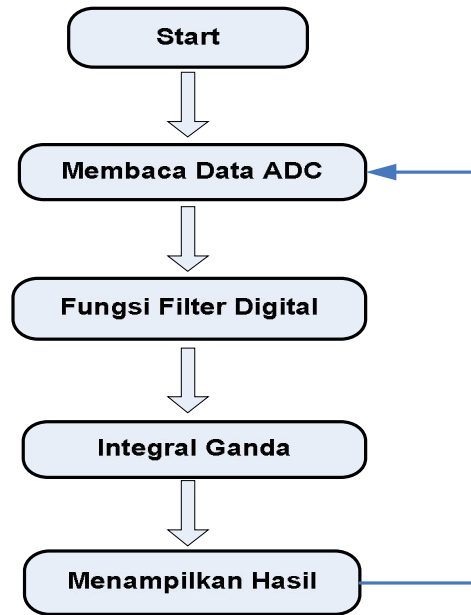 Start
Membaca Data ADC
Fungsi Filter Digital
Integral Ganda
Menampilkan Hasil